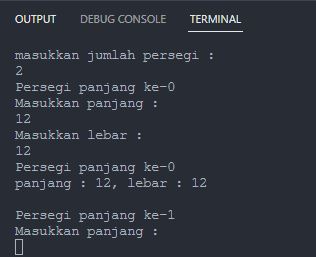 OUTPUT DEBUG CONSOLE TERMINAL
masukkan jumlah persegi :
2
Persegi panjang ke-0
Masukkan panjang :
12
Masukkan lebar :
12
Persegi panjang ke-0
panjang : 12, lebar : 12
Persegi panjang ke-1
Masukkan panjang :